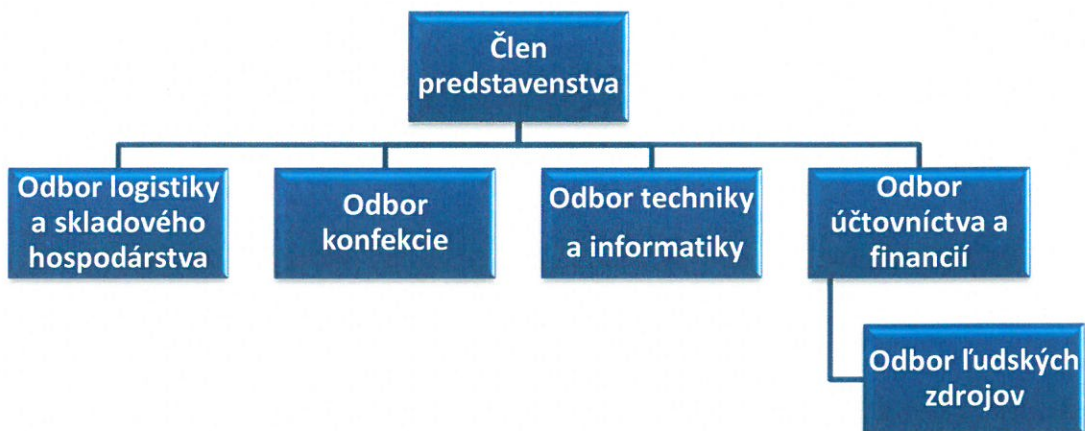 Člen
predstavenstva
Odbor logistiky
a skladového
hospodárstva
Odbor
konfekcie
Odbor techniky
a informatiky
Odbor
účtovníctva a
financií
Odbor ľudských
zdrojov